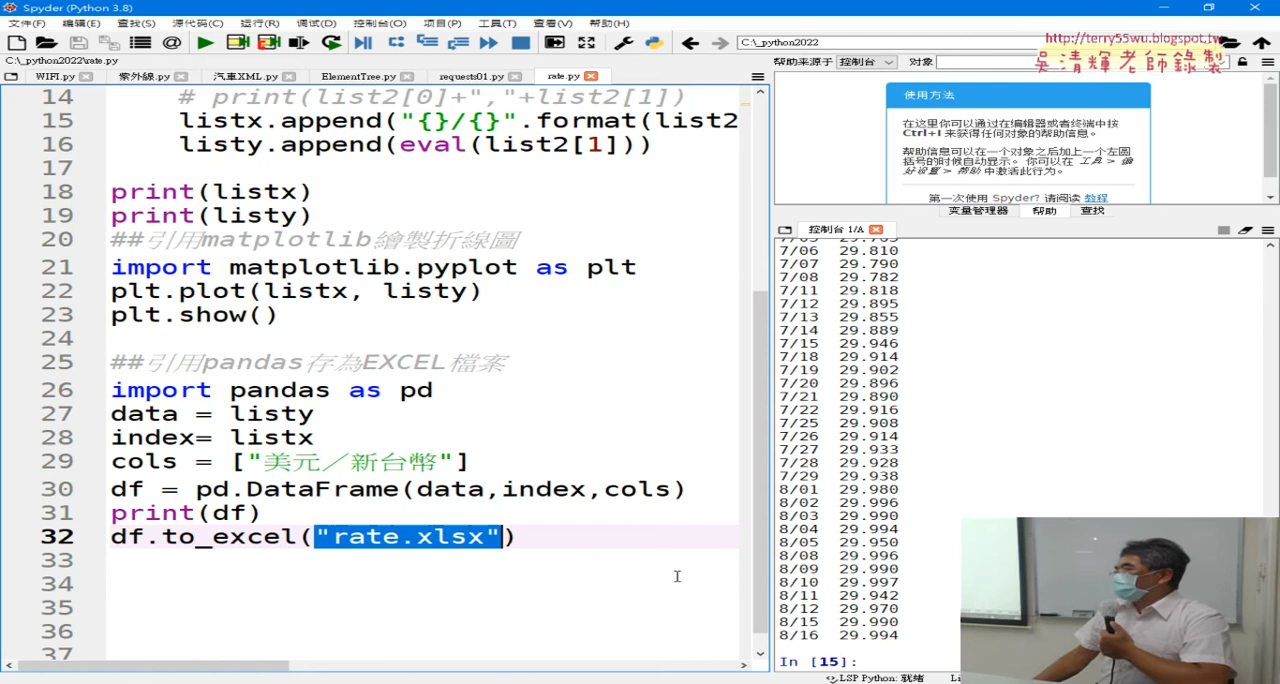 Spyder (Python 3.8)
文件(F) 编辑(E) 查找(S) 源代码(C) 运行(R) 调试(D) 控制台(O) 项目(P) 工具(T) 查看(V) 帮助(H)
C:\_python2022
http://terry55wu.blogspot.tw
吳清輝老師錄製
C:\_python2022\rate.py
WIFI.py 紫外線.py 汽車XML.py ElementTree.py requests01.py rate.py
帮助来源于 控制台 对象
14 # print(list2[0]+","+list2[1])
15 listx.append("{}/{}".format(list2
16 listy.append(eval(list2[1]))
17
18 print(listx)
19 print(listy)
20 ##引用matplotlib繪製折線圖
21 import matplotlib.pyplot as plt
22 plt.plot(listx, listy)
23 plt.show()
24
25 ##引用pandas存為EXCEL檔案
26 import pandas as pd
27 data = listy
28 index= listx
29 cols = ["美元／新台幣"]
30 df = pd.DataFrame(data,index,cols)
31 print(df)
32 df.to_excel("rate.xlsx")
33
34
35
36
37
使用方法
在这里你可以通过在编辑器或者终端中按
Ctrl+I 来获得任何对象的帮助信息。
帮助信息可以在一个对象之后加上一个左圆
括号的时候自动显示。 你可以在 工具 > 偏
好设置 > 帮助 中激活此行为。
第一次使用 Spyder? 请阅读 教程
变量管理器 帮助 查找
控制台 1/A
7/06 29.810
7/07 29.790
7/08 29.782
7/11 29.818
7/12 29.895
7/13 29.855
7/14 29.889
7/15 29.946
7/18 29.914
7/19 29.902
7/20 29.896
7/21 29.890
7/22 29.916
7/25 29.908
7/26 29.914
7/27 29.933
7/28 29.928
7/29 29.938
8/01 29.980
8/02 29.996
8/03 29.990
8/04 29.994
8/05 29.950
8/08 29.996
8/09 29.990
8/10 29.997
8/11 29.942
8/12 29.970
8/15 29.990
8/16 29.994
In [15]:
LSP Python: 就绪